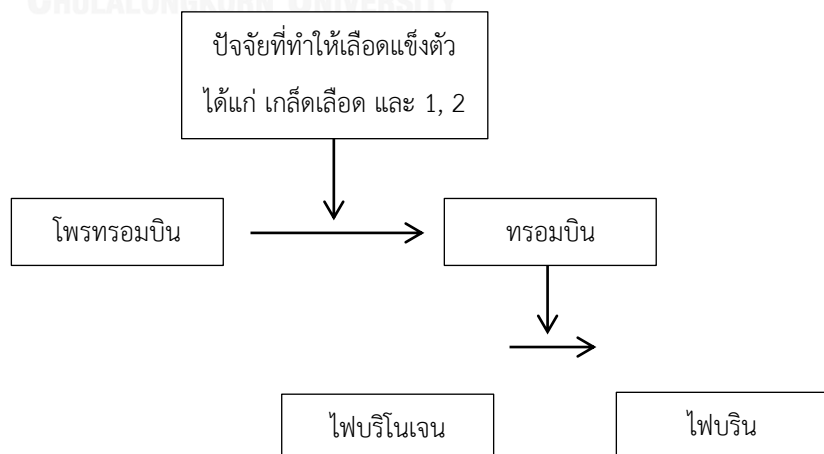 CHULALONGKORN UNIVERSITY
ปัจจัยที่ทำให้เลือดแข็งตัว
ได้แก่ เกล็ดเลือด และ 1, 2
โพรทรอมบิน
ทรอมบิน
ไฟบริโนเจน
ไฟบริน